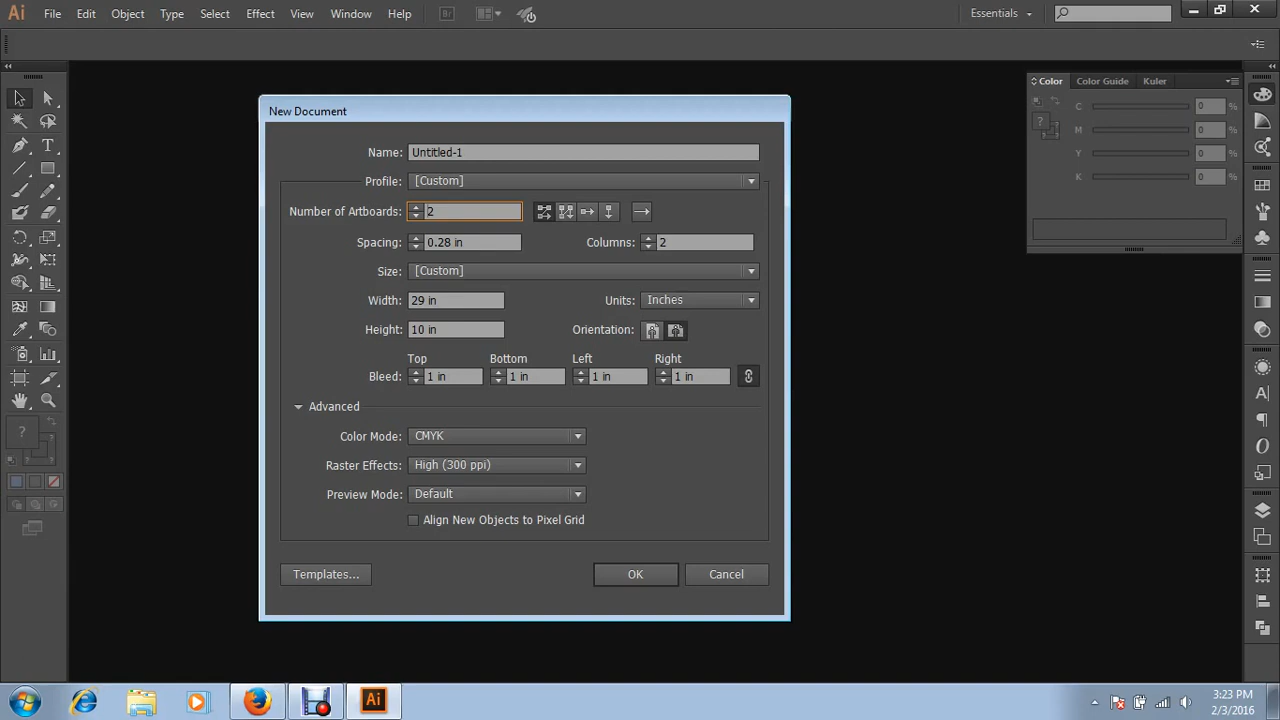 Ai File Edit Object Type Select Effect View Window Help Br Essentials
Color Color Guide Kuler
C 0 %
M 0 %
Y 0 %
K 0 %
New Document
Name: Untitled-1
Profile: [Custom]
Number of Artboards: 2
Spacing: 0.28 in Columns: 2
Size: [Custom]
Width: 29 in Units: Inches
Height: 10 in Orientation:
Top Bottom Left Right
Bleed: 1 in 1 in 1 in 1 in
Advanced
Color Mode: CMYK
Raster Effects: High (300 ppi)
Preview Mode: Default
Align New Objects to Pixel Grid
Templates... OK Cancel
Ai
3:23 PM
2/3/2016